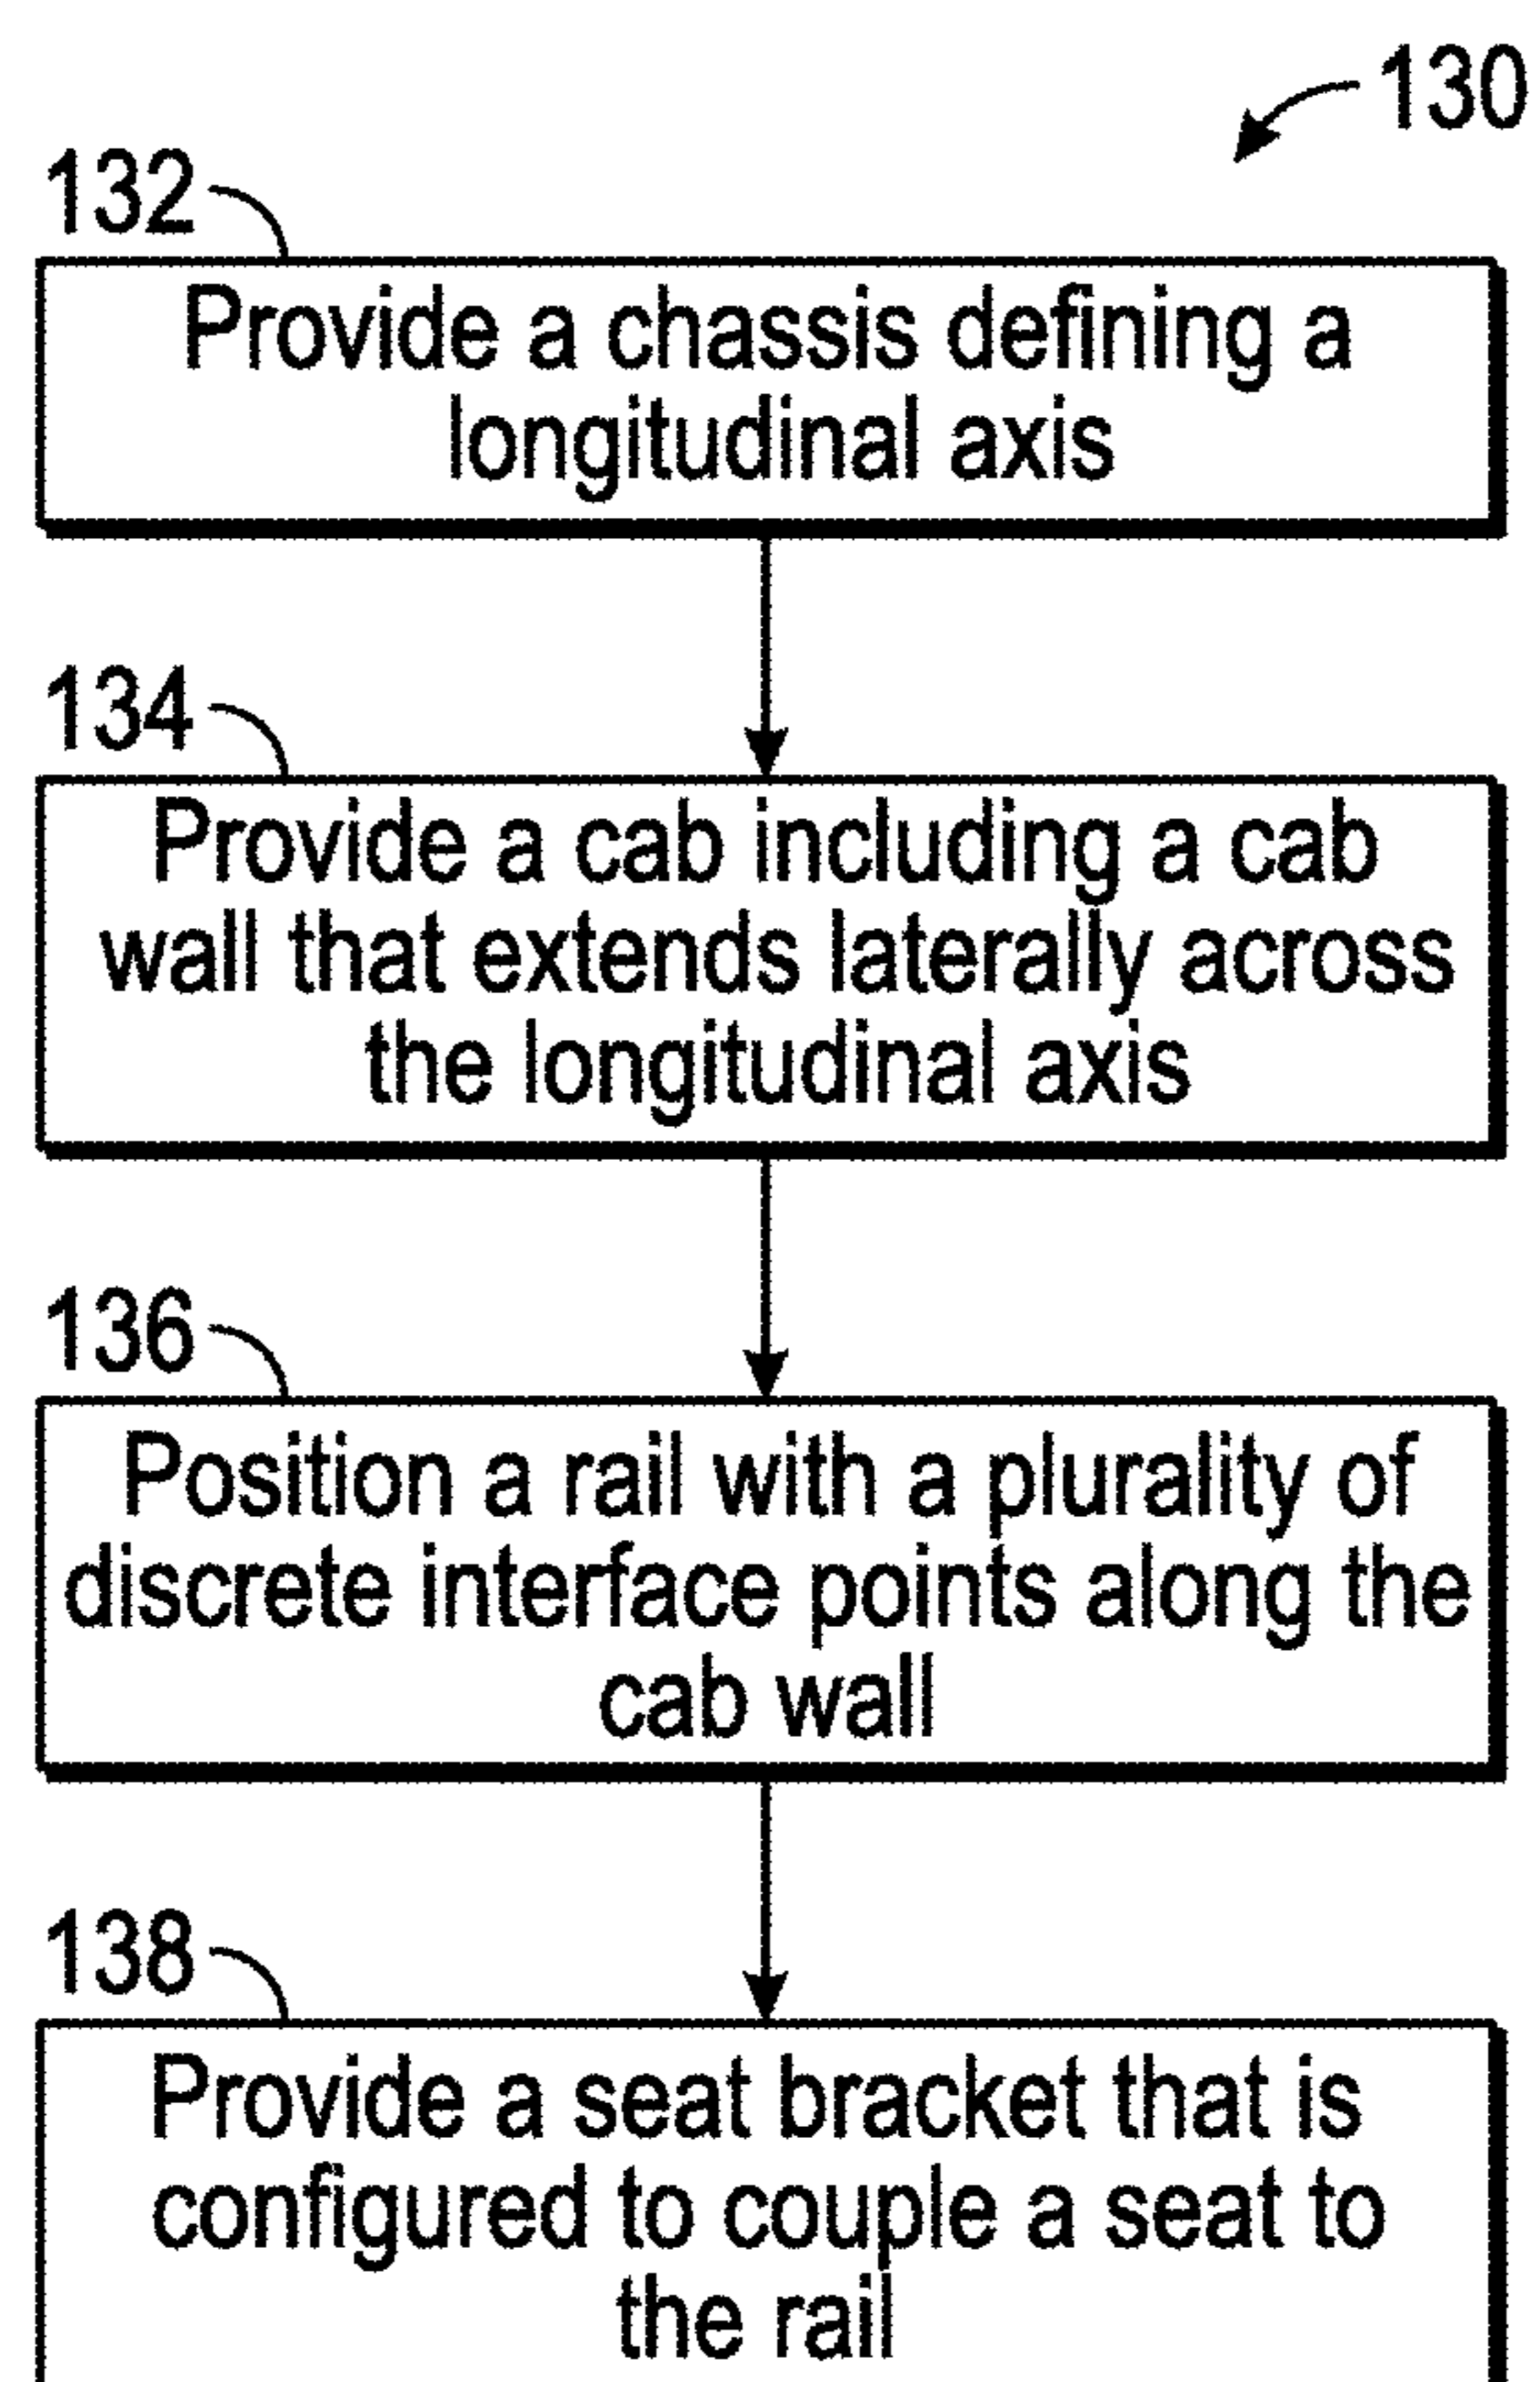 130
132
Provide a chassis defining a
longitudinal axis
134
Provide a cab including a cab
wall that extends laterally across
the longitudinal axis
136
Position a rail with a plurality of
discrete interface points along the
cab wall
138
Provide a seat bracket that is
configured to couple a seat to
the rail